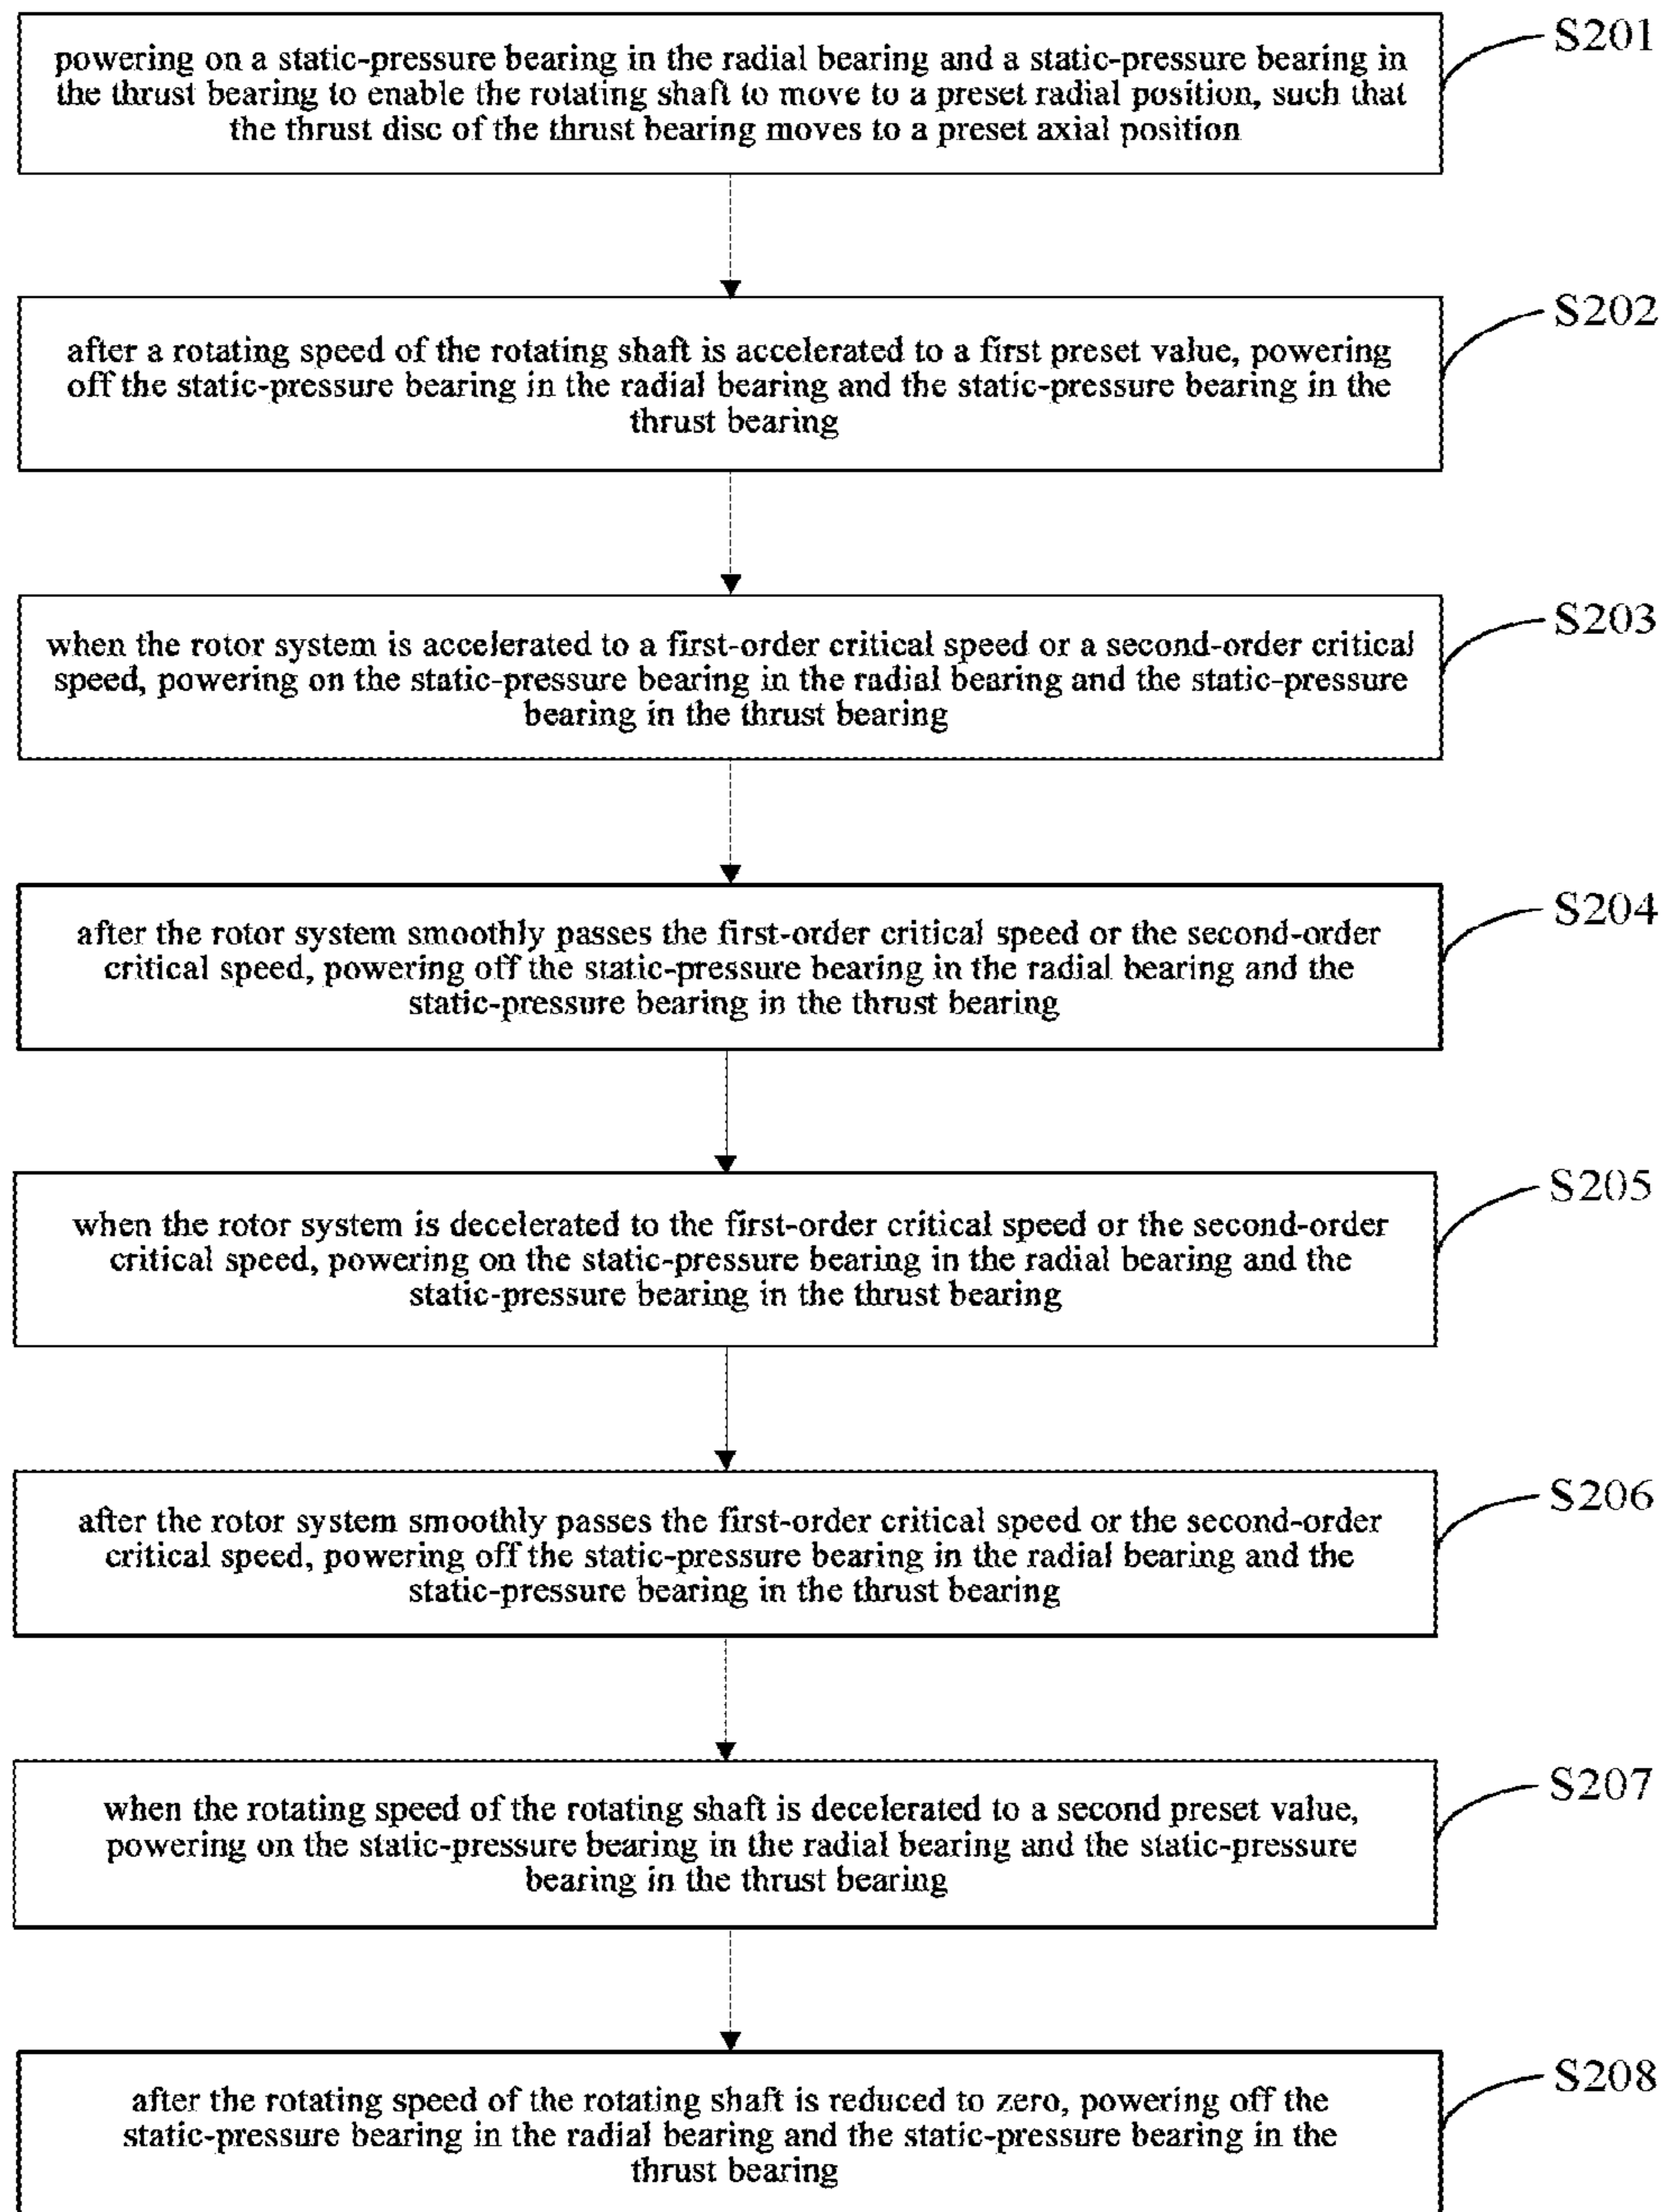 powering on a static-pressure bearing in the radial bearing and a static-pressure bearing in
the thrust bearing to enable the rotating shaft to move to a preset radial position, such that
the thrust disc of the thrust bearing moves to a preset axial position
S201
after a rotating speed of the rotating shaft is accelerated to a first preset value, powering
off the static-pressure bearing in the radial bearing and the static-pressure bearing in the
thrust bearing
S202
when the rotor system is accelerated to a first-order critical speed or a second-order critical
speed, powering on the static-pressure bearing in the radial bearing and the static-pressure
bearing in the thrust bearing
S203
after the rotor system smoothly passes the first-order critical speed or the second-order
critical speed, powering off the static-pressure bearing in the radial bearing and the
static-pressure bearing in the thrust bearing
S204
when the rotor system is decelerated to the first-order critical speed or the second-order
critical speed, powering on the static-pressure bearing in the radial bearing and the
static-pressure bearing in the thrust bearing
S205
after the rotor system smoothly passes the first-order critical speed or the second-order
critical speed, powering off the static-pressure bearing in the radial bearing and the
static-pressure bearing in the thrust bearing
S206
when the rotating speed of the rotating shaft is decelerated to a second preset value,
powering on the static-pressure bearing in the radial bearing and the static-pressure
bearing in the thrust bearing
S207
after the rotating speed of the rotating shaft is reduced to zero, powering off the
static-pressure bearing in the radial bearing and the static-pressure bearing in the
thrust bearing
S208